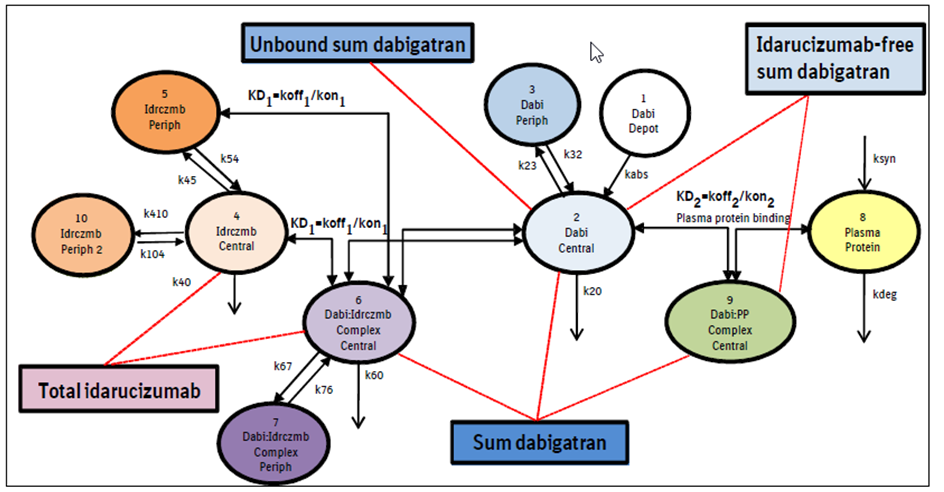 Unbound sum dabigatran
Idarucizumab-free
sum dabigatran
5
Idrczmb
Periph
KD1=koff1/kon1
3
Dabi
Periph
1
Dabi
Depot
k54
k45
k32
k23
kabs
ksyn
10
Idrczmb
Periph 2
k410
k104
4
Idrczmb
Central
KD1=koff1/kon1
2
Dabi
Central
KD2=koff2/kon2
Plasma protein binding
8
Plasma
Protein
k40
k20
kdeg
6
Dabi:Idrczmb
Complex
Central
9
Dabi:PP
Complex
Central
k67
k76
k60
Total idarucizumab
7
Dabi:Idrczmb
Complex
Periph
Sum dabigatran